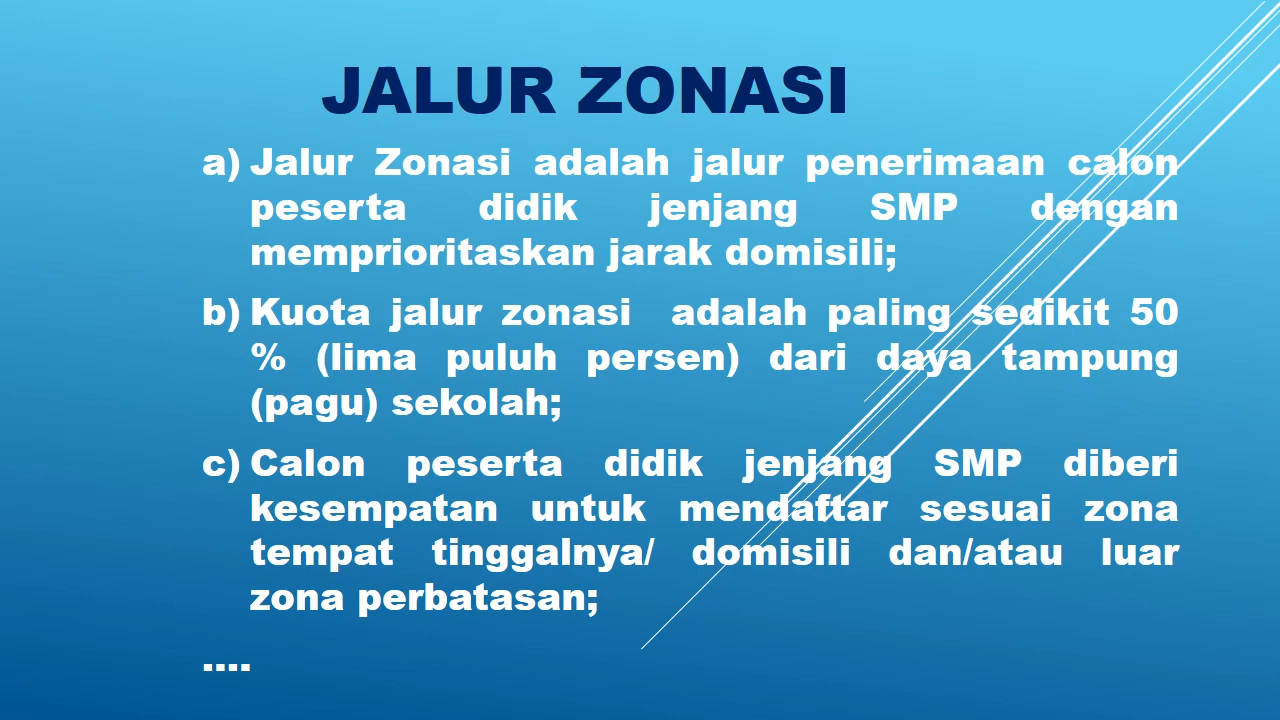 JALUR ZONASI
a) Jalur Zonasi adalah jalur penerimaan calon
peserta didik jenjang SMP dengan
memprioritaskan jarak domisili;
b) Kuota jalur zonasi adalah paling sedikit 50
% (lima puluh persen) dari daya tampung
(pagu) sekolah;
c) Calon peserta didik jenjang SMP diberi
kesempatan untuk mendaftar sesuai zona
tempat tinggalnya/ domisili dan/atau luar
zona perbatasan;
....